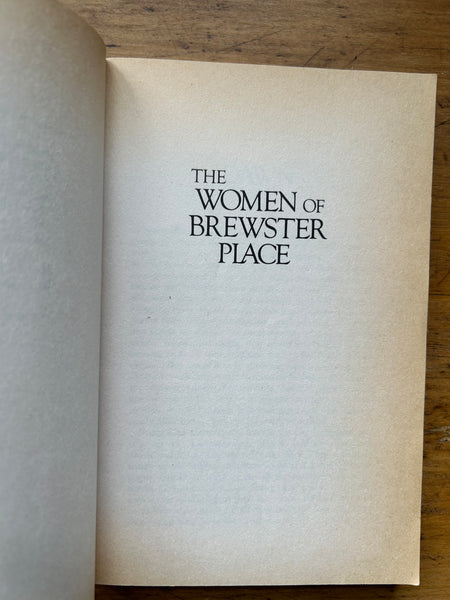 THE
WOMEN OF
BREWSTER
PLACE